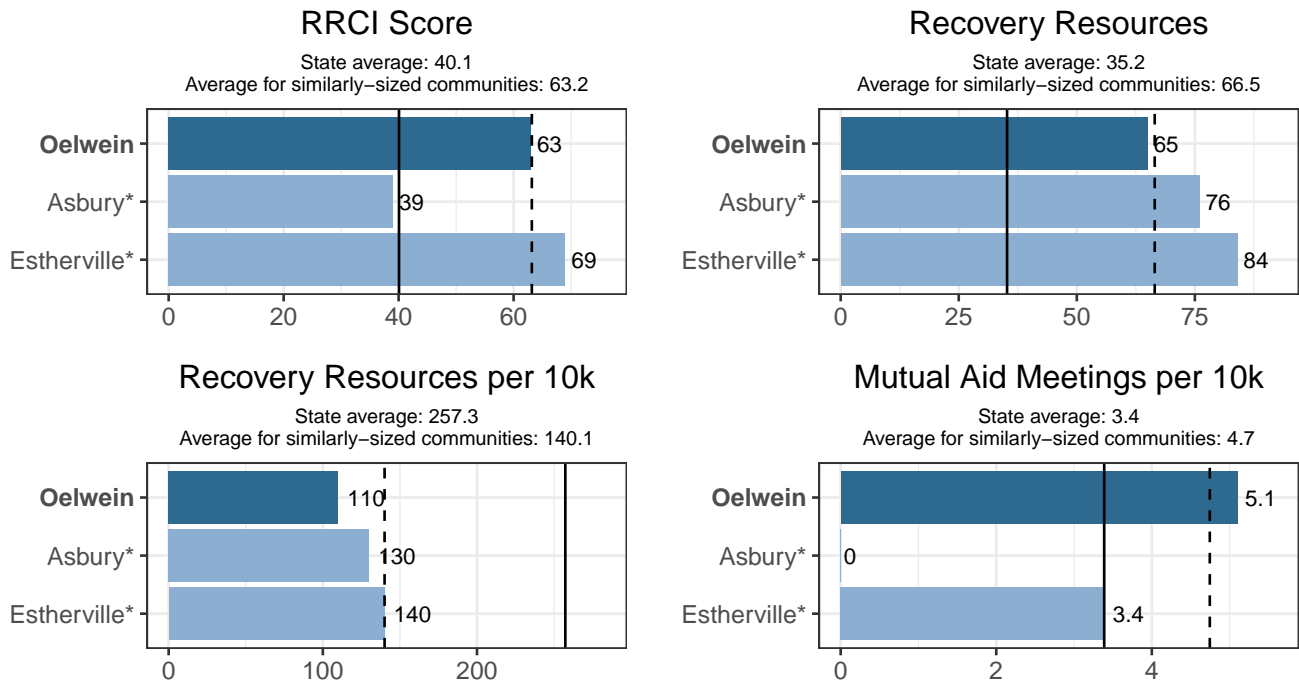 RRCI Score
State average: 40.1
Average for similarly−sized communities: 63.2
Oelwein
63
Asbury*
39
Estherville*
69
0 20 40 60
Recovery Resources
State average: 35.2
Average for similarly−sized communities: 66.5
Oelwein
65
Asbury*
76
Estherville*
84
0 25 50 75
Recovery Resources per 10k
State average: 257.3
Average for similarly−sized communities: 140.1
Oelwein
110
Asbury*
130
Estherville*
140
0 100 200
Mutual Aid Meetings per 10k
State average: 3.4
Average for similarly−sized communities: 4.7
Oelwein
5.1
Asbury*
0
Estherville*
3.4
0 2 4